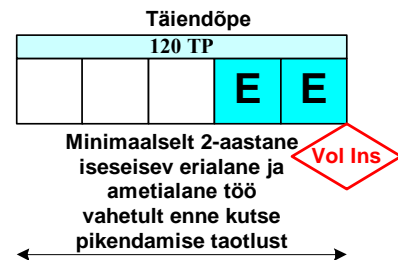 Täiendõpe
120 TP
E E
Minimaalselt 2-aastane
iseseisev erialane ja
ametialane töö
vahetult enne kutse
pikendamise taotlust
Vol Ins